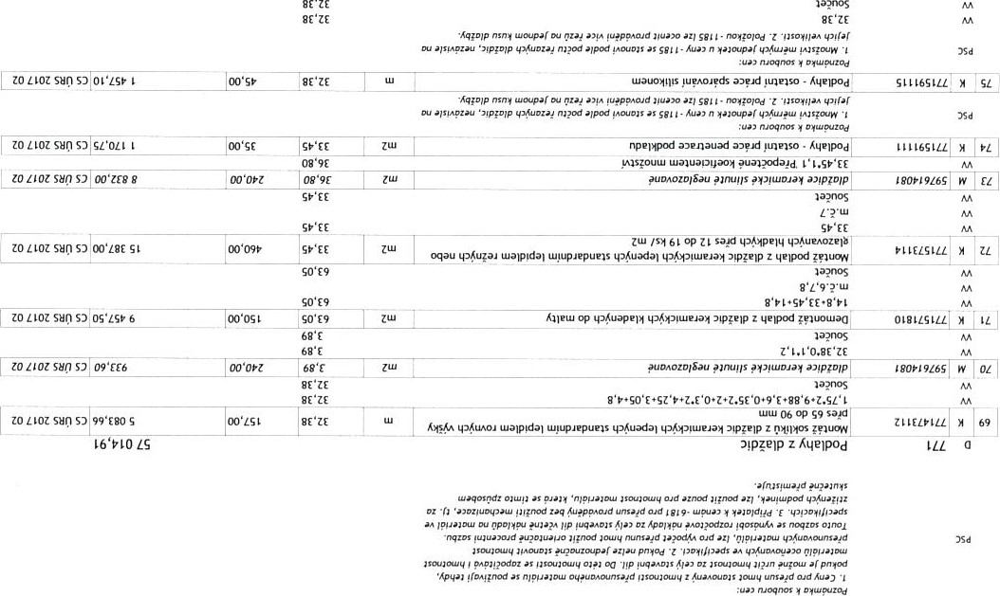 Poznámka k souboru cen:
1. Ceny pro přesun hmot stanovený z hmotnosti přesunovaného materiálu se používají tehdy,
pokud je možné určit hmotnost za celý stavební díl. Do této hmotnosti se započítává i hmotnost
materiálů oceňovaných ve specifikaci. 2. Pokud nelze jednoznačně stanovit hmotnost
PSC přesunovaných materiálů, lze pro výpočet přesunu hmot použít orientačně procentní sazbu.
Touto sazbou se vynásobí rozpočtové náklady za celý stavební díl včetně nákladů na materiál ve
specifikacích. 3. Příplatek k cenám -6181 pro přesun prováděný bez použití mechanizace, tj. za
ztížených podmínek, lze použít pouze pro hmotnost materiálu, která se tímto způsobem
skutečně přemisťuje.
D 771 Podlahy z dlaždic 57 014,91
69 K 771473112 Montáž soklíků z dlaždic keramických lepených standardním lepidlem rovných výšky přes 65 do 90 mm m 32,38 157,00 5 083,66 CS ÚRS 2017 02
VV 1,75*2+9,88+3,6+0,35*2+2+0,3*2+4,25+3,05+4,8 32,38
VV Součet 32,38
70 M 597614081 dlaždice keramické slinuté neglazované m2 3,89 240,00 933,60 CS ÚRS 2017 02
VV 32,38*0,1*1,2 3,89
VV Součet 3,89
71 K 771571810 Demontáž podlah z dlaždic keramických kladených do malty m2 63,05 150,00 9 457,50 CS ÚRS 2017 02
VV 14,8+33,45+14,8 63,05
VV m.č.6,7,8
VV Součet 63,05
72 K 771573114 Montáž podlah z dlaždic keramických lepených standardním lepidlem režných nebo glazovaných hladkých přes 12 do 19 ks/ m2 m2 33,45 460,00 15 387,00 CS ÚRS 2017 02
VV 33,45 33,45
VV m.č.7
VV Součet 33,45
73 M 597614081 dlaždice keramické slinuté neglazované m2 36,80 240,00 8 832,00 CS ÚRS 2017 02
VV 33,45*1,1 'Přepočtené koeficientem množství 36,80
74 K 771591111 Podlahy - ostatní práce penetrace podkladu m2 33,45 35,00 1 170,75 CS ÚRS 2017 02
Poznámka k souboru cen:
PSC 1. Množství měrných jednotek u ceny -1185 se stanoví podle počtu řezaných dlaždic, nezávisle na
jejich velikosti. 2. Položkou -1185 lze ocenit provádění více řezů na jednom kusu dlažby.
75 K 771591115 Podlahy - ostatní práce spárování silikonem m 32,38 45,00 1 457,10 CS ÚRS 2017 02
Poznámka k souboru cen:
PSC 1. Množství měrných jednotek u ceny -1185 se stanoví podle počtu řezaných dlaždic, nezávisle na
jejich velikosti. 2. Položkou -1185 lze ocenit provádění více řezů na jednom kusu dlažby.
VV 32,38 32,38
VV Součet 32,38